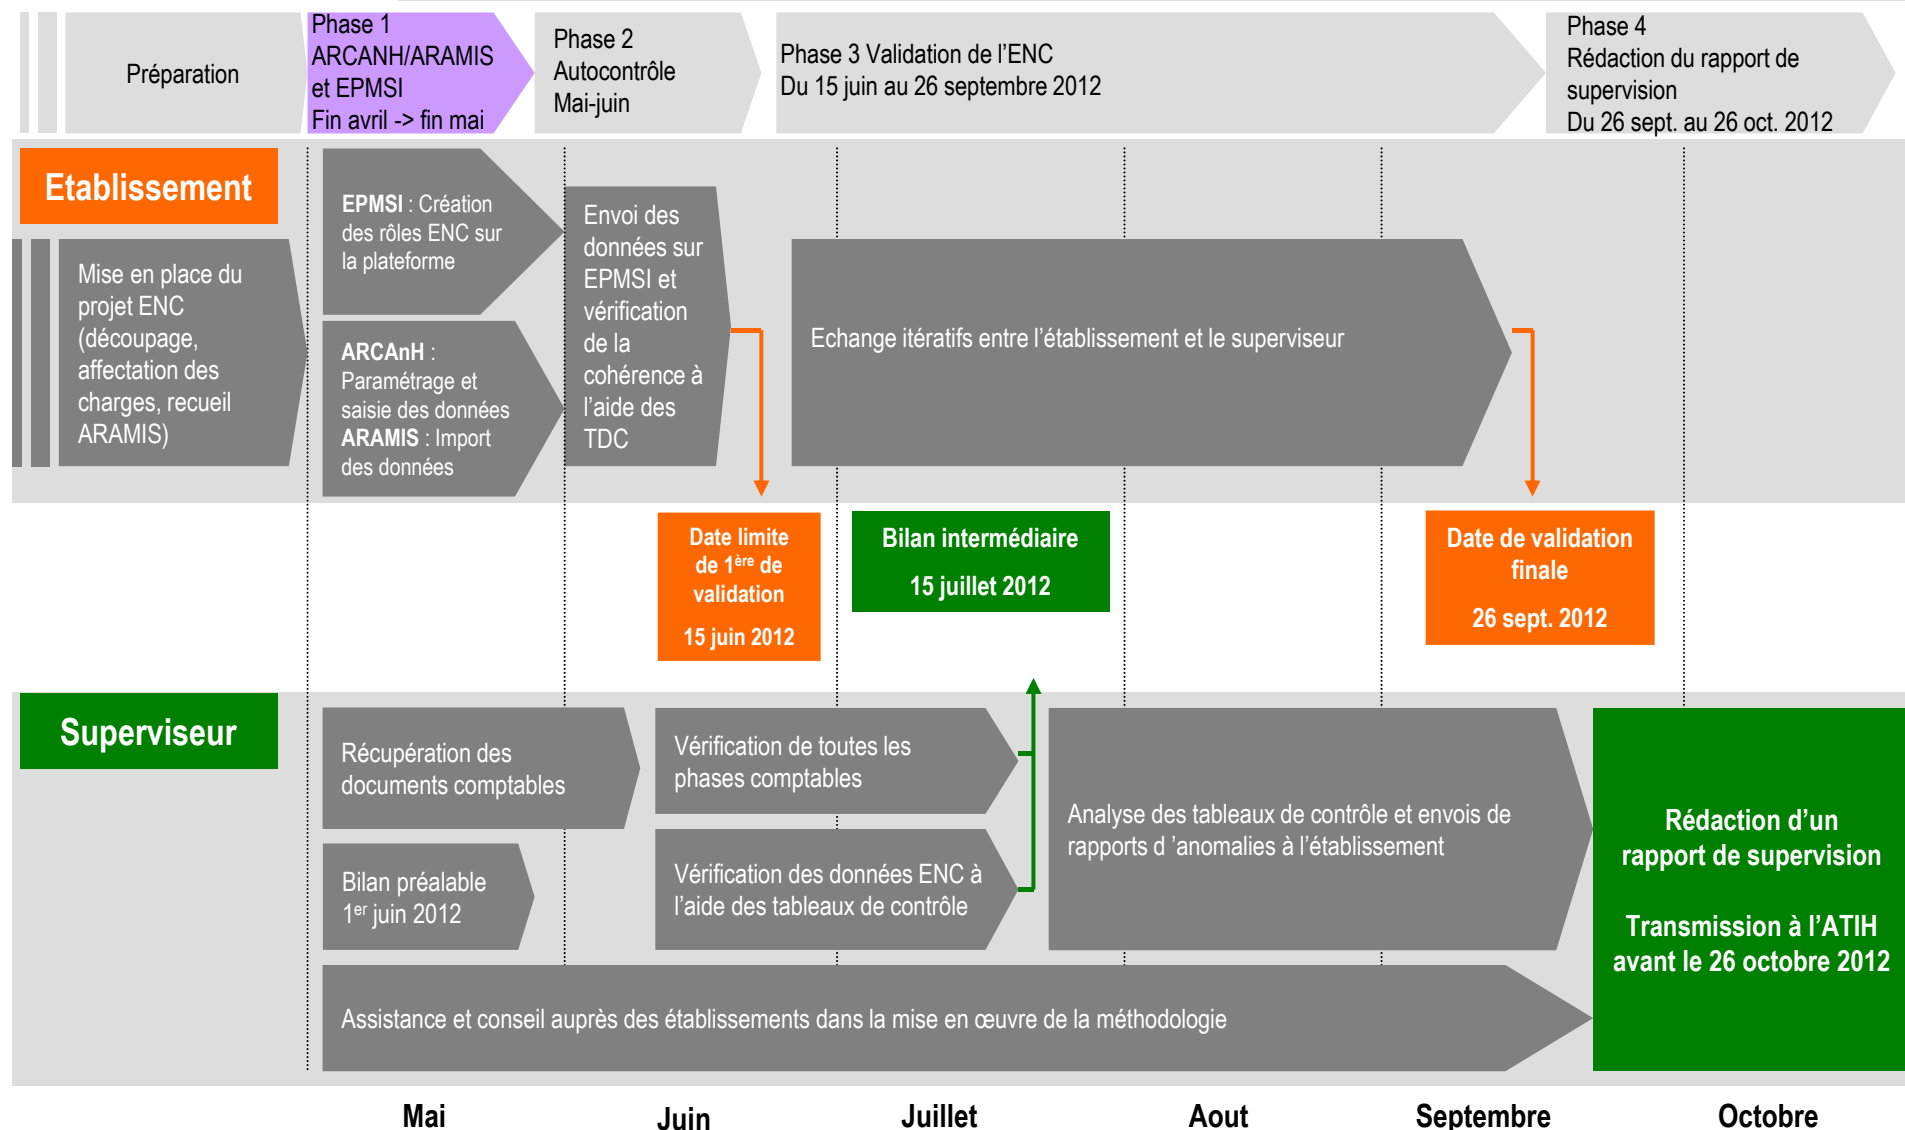 Préparation
Phase 1
ARCANH/ARAMIS
et EPMSI
Fin avril -> fin mai
Phase 2
Autocontrôle
Mai-juin
Phase 3 Validation de l’ENC
Du 15 juin au 26 septembre 2012
Phase 4
Rédaction du rapport de
supervision
Du 26 sept. au 26 oct. 2012
Etablissement
Mise en place du
projet ENC
(découpage,
affectation des
charges, recueil
ARAMIS)
EPMSI : Création
des rôles ENC sur
la plateforme
ARCAnH :
Paramétrage et
saisie des données
ARAMIS : Import
des données
Envoi des
données sur
EPMSI et
vérification
de la
cohérence à
l’aide des
TDC
Echange itératifs entre l’établissement et le superviseur
Date limite
de 1ère de
validation
15 juin 2012
Bilan intermédiaire
15 juillet 2012
Date de validation
finale
26 sept. 2012
Superviseur
Récupération des
documents comptables
Bilan préalable
1er juin 2012
Vérification de toutes les
phases comptables
Vérification des données ENC à
l’aide des tableaux de contrôle
Analyse des tableaux de contrôle et envois de
rapports d ’anomalies à l’établissement
Assistance et conseil auprès des établissements dans la mise en œuvre de la méthodologie
Rédaction d’un
rapport de supervision
Transmission à l’ATIH
avant le 26 octobre 2012
Mai
Juin
Juillet
Aout
Septembre
Octobre